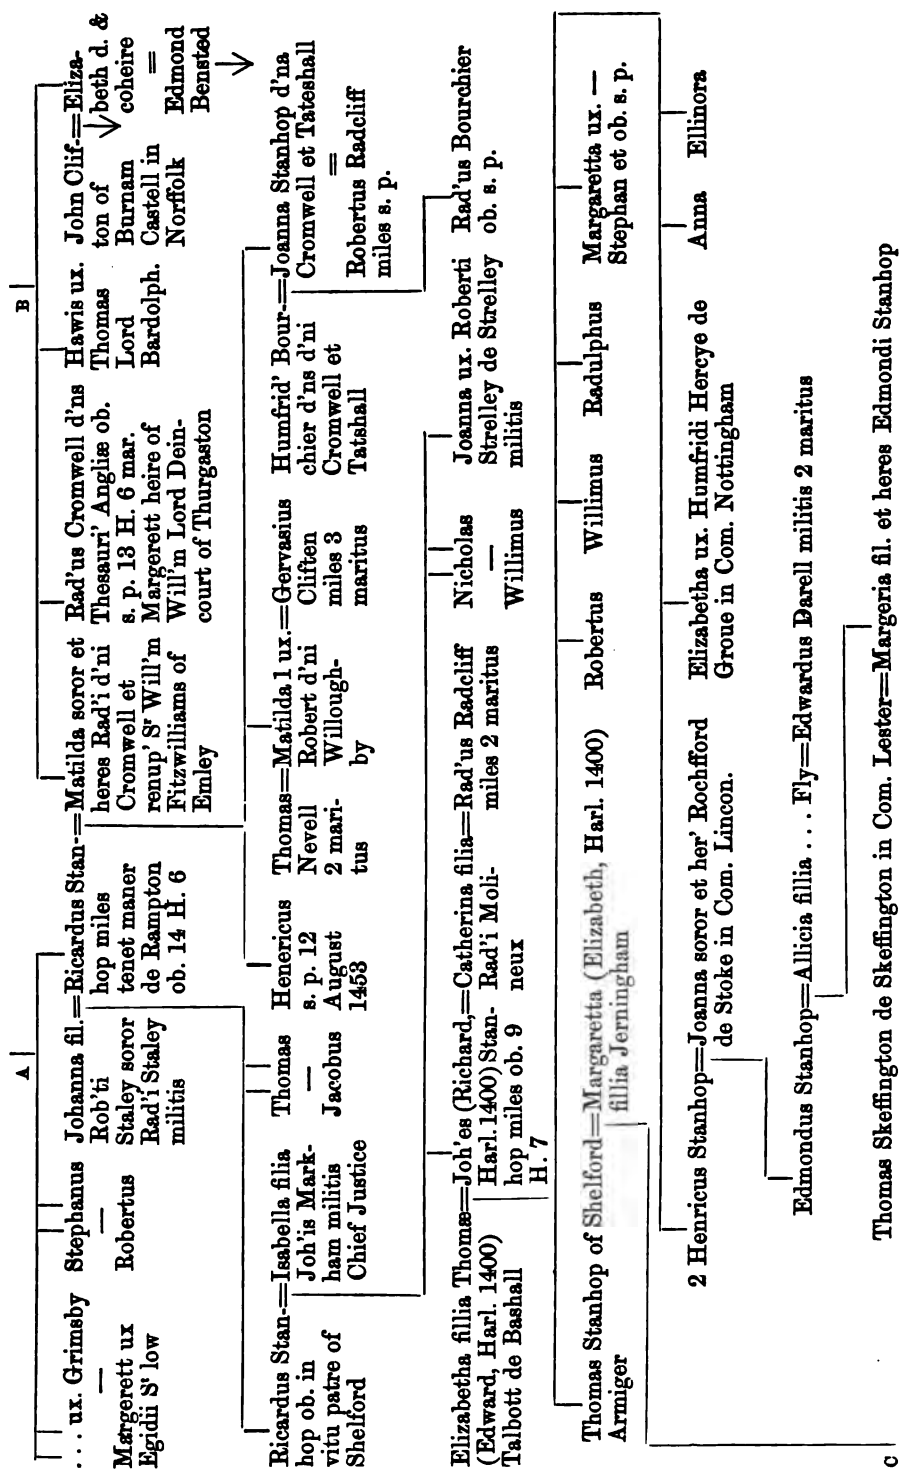 A
B
... ux. Grimsby
—
Margerett ux
Egidii Sᵗ low
Stephanus
—
Robertus
Johanna fil.=Ricardus Stan-=Matilda soror et
Rob'ti
Staley soror
Rad'i Staley
militis
hop miles
tenet maner
de Rampton
ob. 14 H. 6
heres Rad'i d'ni
Cromwell et
renup' Sʳ Will'm
Fitzwilliams of
Emley
Rad'us Cromwell d'ns
Thesauri' Angliæ ob.
s. p. 13 H. 6 mar.
Margerett heire of
Will'm Lord Dein-
court of Thurgaston
Hawis ux.
Thomas
Lord
Bardolph.
John Clif-=Eliza-
ton of
Burnam
Castell in
Norffolk
beth d. &
coheire
=
Edmond
Bensted
Ricardus Stan-=Isabella filia
hop ob. in
vitu patre of
Shelford
Joh'is Mark-
ham militis
Chief Justice
Thomas
—
Jacobus
Henericus
s. p. 12
August
1453
Thomas=Matilda 1 ux.=Gervasius
Nevell
2 mari-
tus
Robert d'ni
Willough-
by
Cliften
miles 3
maritus
Humfrid' Bour-=Joanna Stanhop d'na
chier d'ns d'ni
Cromwell et
Tatshall
Cromwell et Tateshall
=
Robertus Radcliff
miles s. p.
Elizabetha fillia Thomæ=Joh'es (Richard,=Catherina filia=Rad'us Radcliff
(Edward, Harl. 1400)
Talbott de Bashall
Harl. 1400) Stan-
hop miles ob. 9
H. 7
Rad'i Moli-
neux
miles 2 maritus
Nicholas
—
Willimus
Joanna ux. Roberti
Strelley de Strelley
militis
Rad'us Bourchier
ob. s. p.
Thomas Stanhop of Shelford=Margaretta (Elizabeth, Harl. 1400)
Armiger
fillia Jerningham
Robertus
Willimus
Radulphus
Margaretta ux. —
Stephan et ob. s. p.
2 Henricus Stanhop=Joanna soror et her' Rochfford
de Stoke in Com. Lincon.
Elizabetha ux. Humfridi Hercye de
Groue in Com. Nottingham
Anna
Ellinora
Edmondus Stanhop=Alicia fillia ... Fly=Edwardus Darell militis 2 maritus
Thomas Skeffington de Skeffington in Com. Lester=Margeria fil. et heres Edmondi Stanhop
C